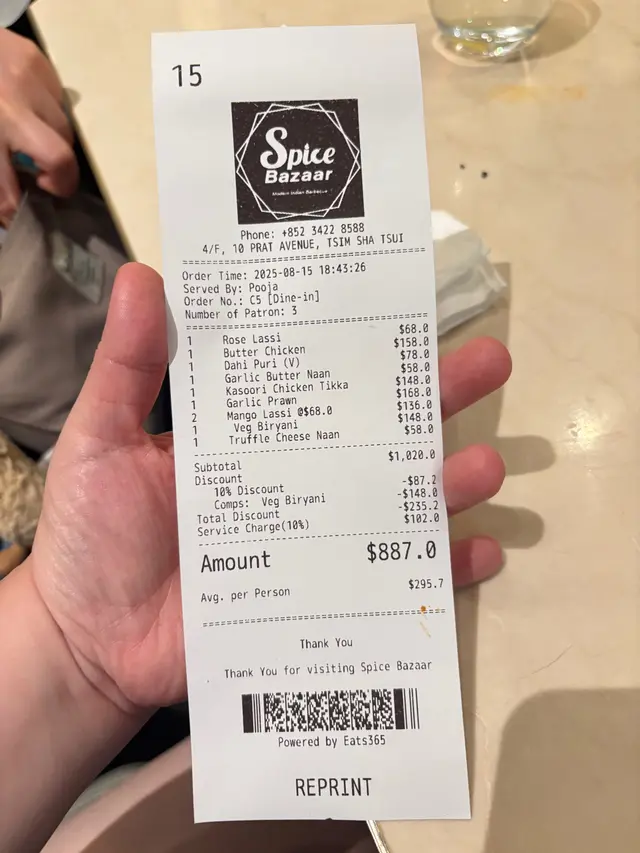 15
Spice
Bazaar
Modern Indian Barbecue
Phone: +852 3422 8588
4/F, 10 PRAT AVENUE, TSIM SHA TSUI
Order Time: 2025-08-15 18:43:26
Served By: Pooja
Order No.: C5 [Dine-in]
Number of Patron: 3
1 Rose Lassi $68.0
1 Butter Chicken $158.0
1 Dahi Puri (V) $78.0
1 Garlic Butter Naan $58.0
1 Kasoori Chicken Tikka $148.0
1 Garlic Prawn $168.0
2 Mango Lassi @$68.0 $136.0
1 Veg Biryani $148.0
1 Truffle Cheese Naan $58.0
Subtotal $1,020.0
Discount
10% Discount -$87.2
Comps: Veg Biryani -$148.0
Total Discount -$235.2
Service Charge(10%) $102.0
Amount $887.0
Avg. per Person $295.7
Thank You
Thank You for visiting Spice Bazaar
Powered by Eats365
REPRINT